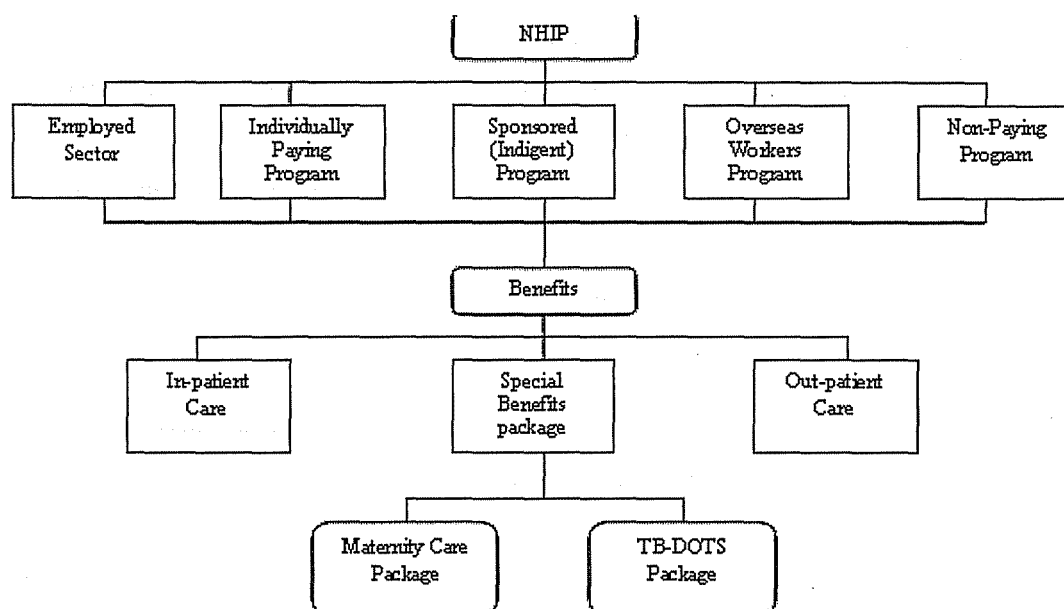 NHIP
Employed
Sector
Individually
Paying
Program
Sponsored
(Indigent)
Program
Overseas
Workers
Program
Non-Paying
Program
Benefits
In-patient
Care
Special
Benefits
package
Out-patient
Care
Maternity Care
Package
TB-DOTS
Package